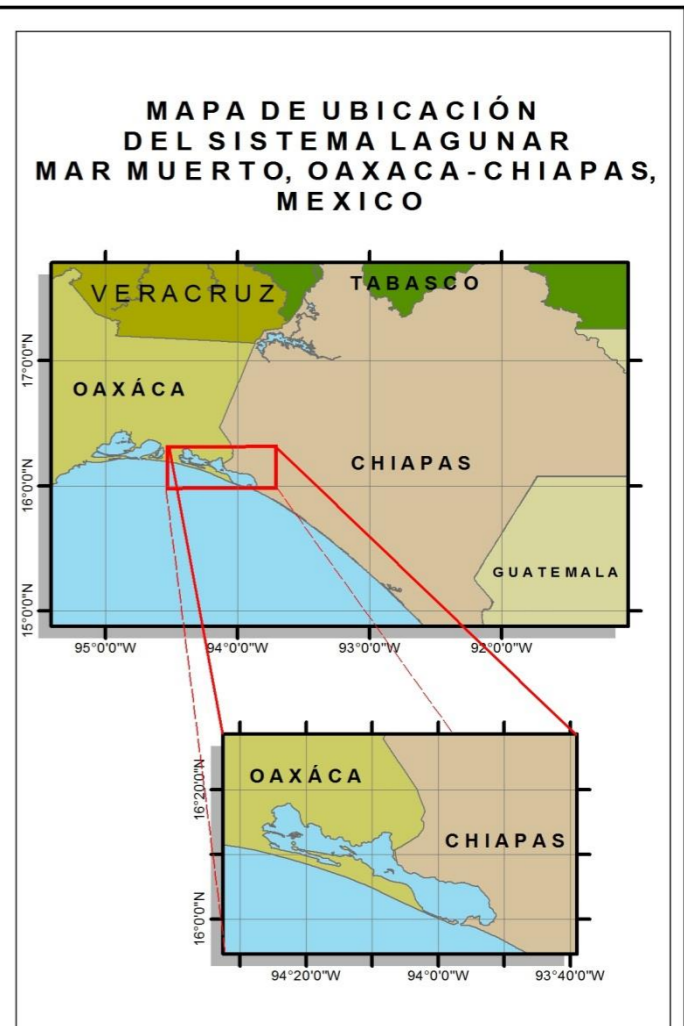 MAPA DE UBICACIÓN
DEL SISTEMA LAGUNAR
MAR MUERTO, OAXACA-CHIAPAS,
MEXICO
VERACRUZ
TABASCO
OAXÁCA
CHIAPAS
GUATEMALA
17°0'0"N
16°0'0"N
15°0'0"N
95°0'0"W
94°0'0"W
93°0'0"W
92°0'0"W
OAXÁCA
CHIAPAS
16°20'0"N
16°0'0"N
94°20'0"W
94°0'0"W
93°40'0"W